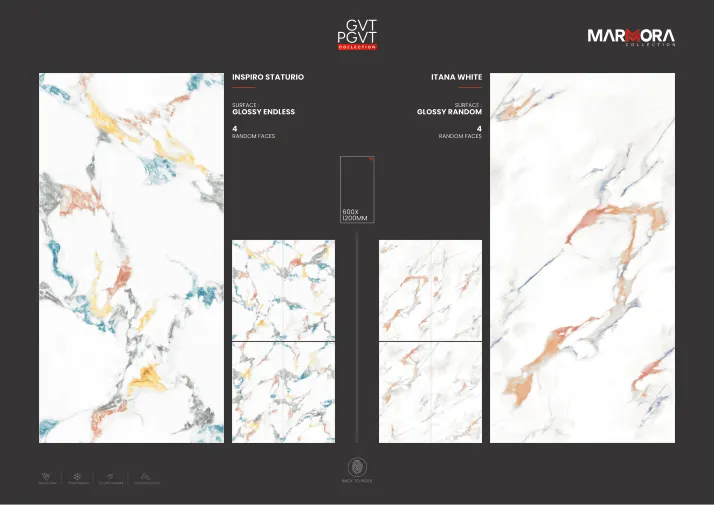 GVT
PGVT
COLLECTION
MARMORA
COLLECTION
INSPIRO STATURIO
SURFACE :
GLOSSY ENDLESS
4
RANDOM FACES
ITANA WHITE
SURFACE :
GLOSSY RANDOM
4
RANDOM FACES
600X
1200MM
BACK TO INDEX